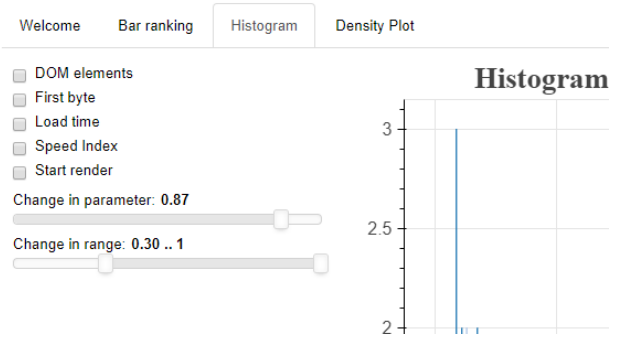 Welcome Bar ranking Histogram Density Plot
DOM elements
First byte
Load time
Speed Index
Start render
Change in parameter: 0.87
Change in range: 0.30 .. 1
Histogram
3
2.5
2